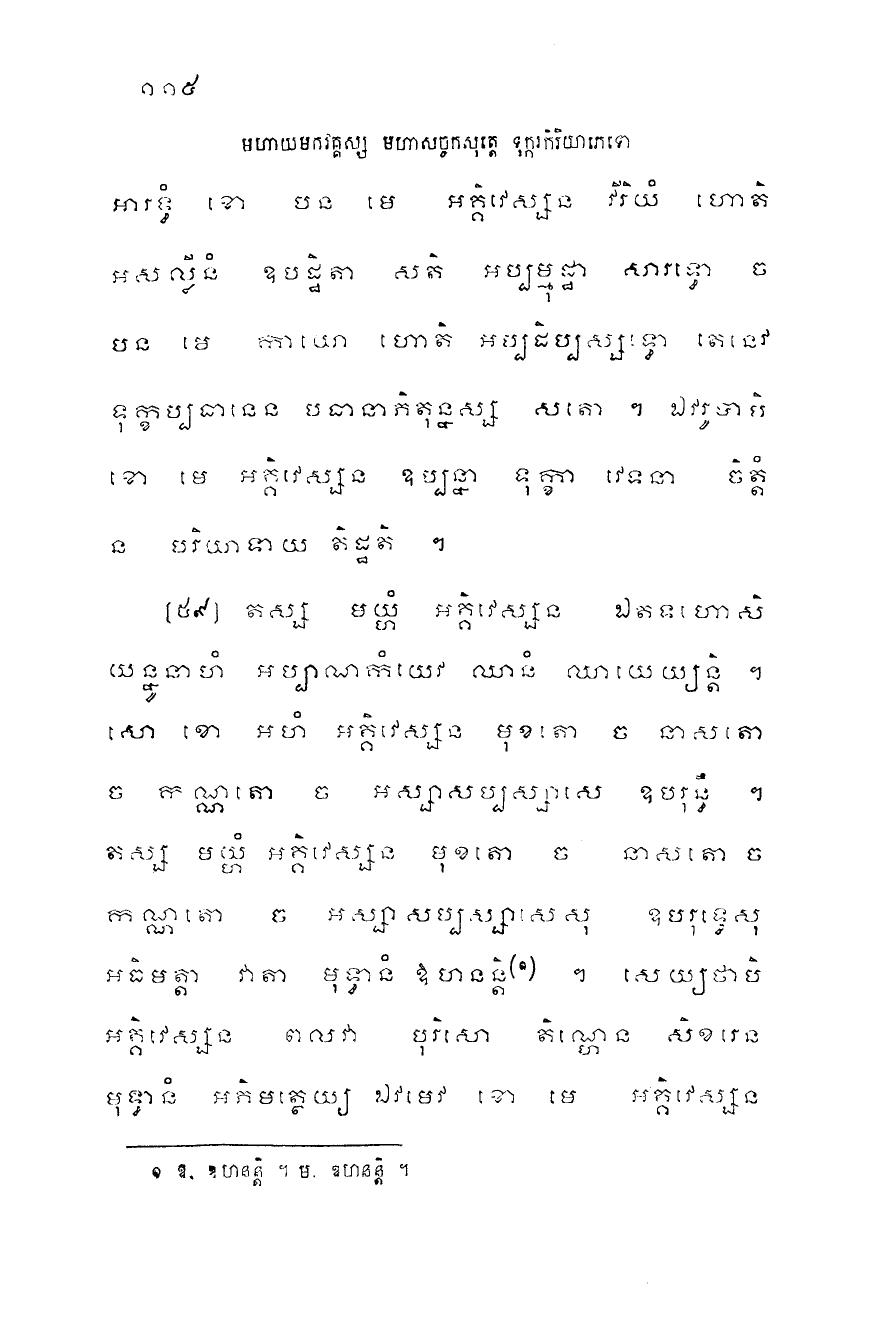 ១១៥
មហាយមកវគ្គស្ស មហាសច្ចកសុត្តេ ទុក្ករកិរិយាភេទោ
អារទ្ធំ ខោ បន មេ អគ្គិវេស្សន វីរិយំ ហោតិ
អសល្លីនំ ឧបដ្ឋិតា សតិ អប្បម្មុដ្ឋា សារទ្ធោ ច
បន មេ កាយោ ហោតិ អប្បដិប្បស្សទ្ធោ តេនេវ
ទុក្ខប្បធានេន បធានាភិតុន្នស្ស សតោ ។ ឯវរូបាបិ
ខោ មេ អគ្គិវេស្សន ឧប្បន្នា ទុក្ខា វេទនា ចិត្តំ
ន បរិយាទាយ តិដ្ឋតិ ។
[៥៩] តស្ស មយ្ហំ អគ្គិវេស្សន ឯតទហោសិ
យន្នូនាហំ អប្បាណកំយេវ ឈានំ ឈាយេយ្យន្តិ ។
សោ ខោ អហំ អគ្គិវេស្សន មុខតោ ច នាសតោ
ច កណ្ណតោ ច អស្សាសប្បស្សាសេ ឧបរុន្ធឹ ។
តស្ស មយ្ហំ អគ្គិវេស្សន មុខតោ ច នាសតោ ច
កណ្ណតោ ច អស្សាសប្បស្សាសេសុ ឧបរុទ្ធេសុ
អធិមត្តា វាតា មុទ្ធានំ ឱហនន្តិ(១) ។ សេយ្យថាបិ
អគ្គិវេស្សន ពលវា បុរិសោ តិណ្ហេន សិខរេន
មុទ្ធានំ អភិមត្ថេយ្យ ឯវមេវ ខោ មេ អគ្គិវេស្សន
១ ឱ. ឱហនន្តិ ។ ម. ឧហនន្តិ ។